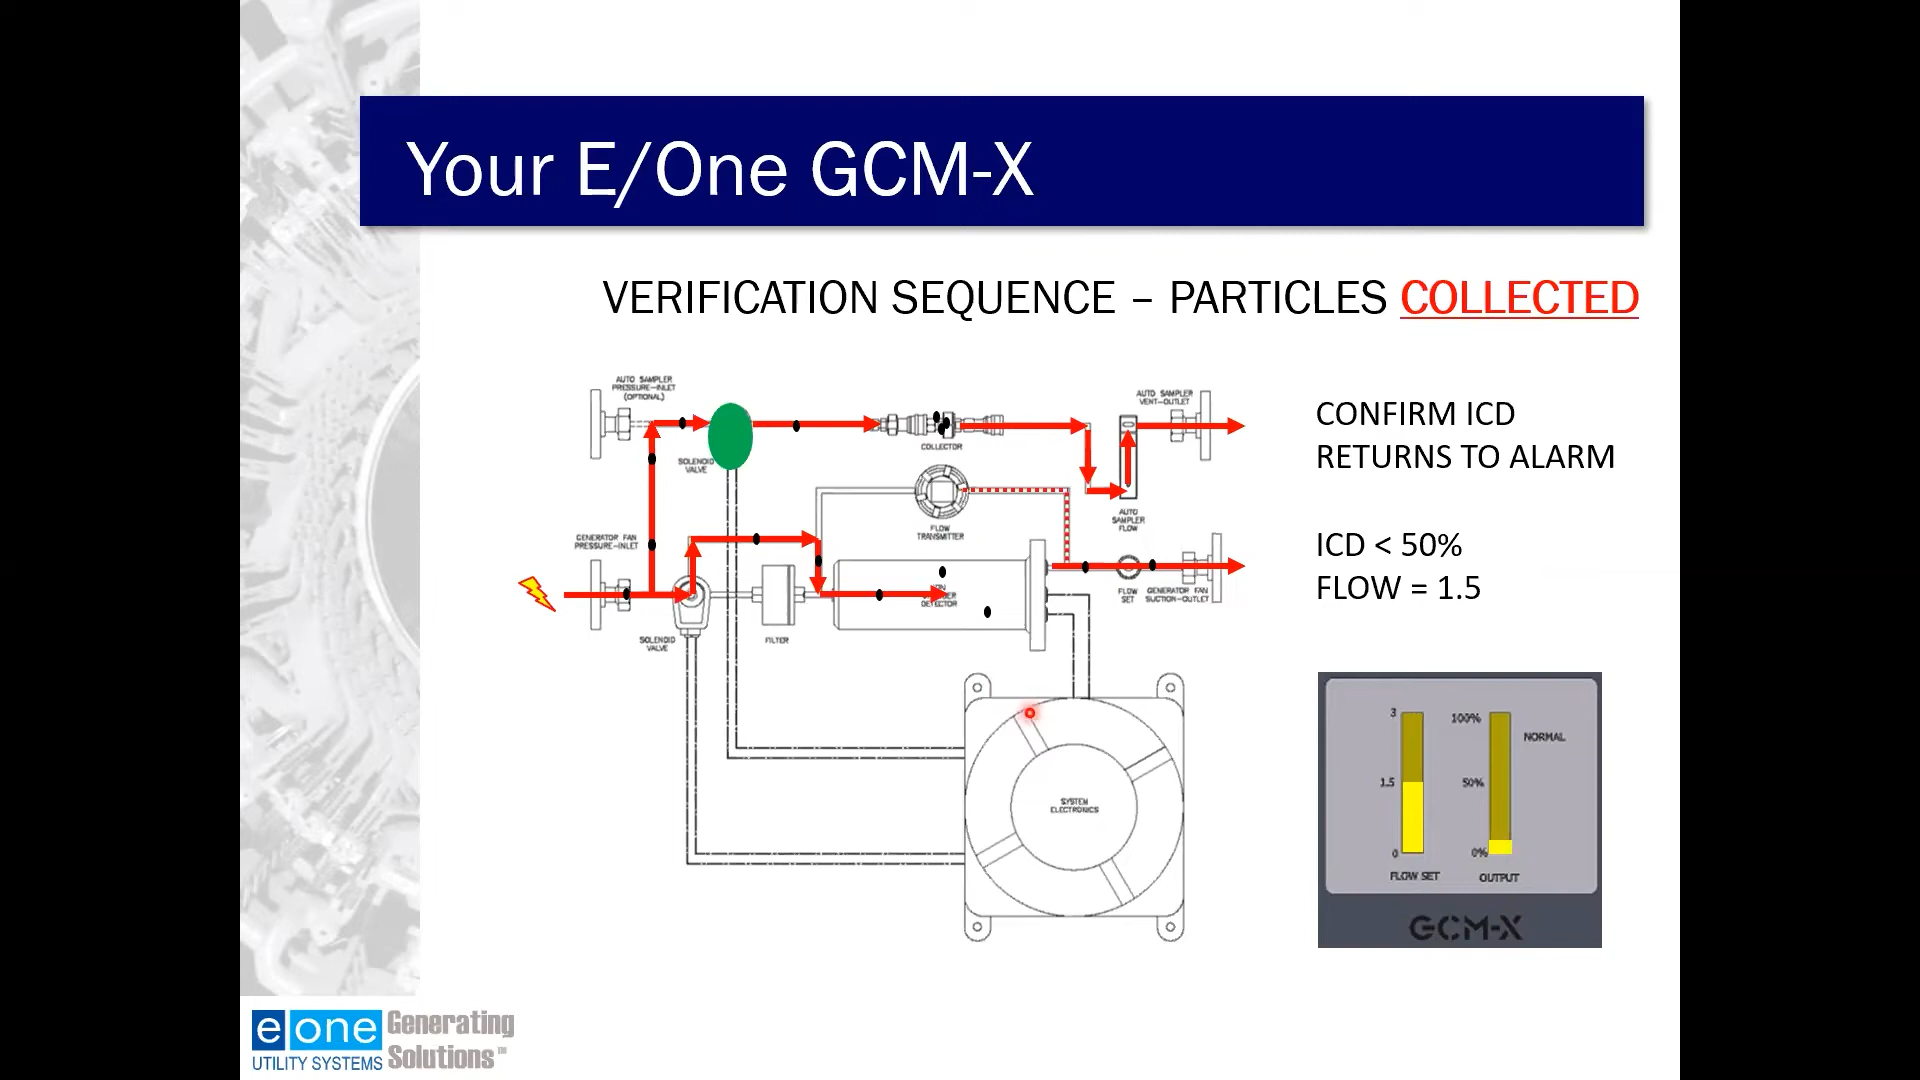 Your E/One GCM-X
VERIFICATION SEQUENCE – PARTICLES COLLECTED
AUTO SAMPLER
PRESSURE-INLET
(OPTIONAL)
SOLENOID
VALVE
COLLECTOR
AUTO SAMPLER
VENT-OUTLET
AUTO
SAMPLER
FLOW
FLOW
TRANSMITTER
GENERATOR FAN
PRESSURE-INLET
SOLENOID
VALVE
FILTER
DETECTOR
FLOW
SET
GENERATOR FAN
SUCTION-OUTLET
SYSTEM
ELECTRONICS
CONFIRM ICD
RETURNS TO ALARM
ICD < 50%
FLOW = 1.5
3
1.5
0
FLOW SET
100%
50%
0%
OUTPUT
NORMAL
GCM-X
e one
UTILITY SYSTEMS
Generating
Solutions™